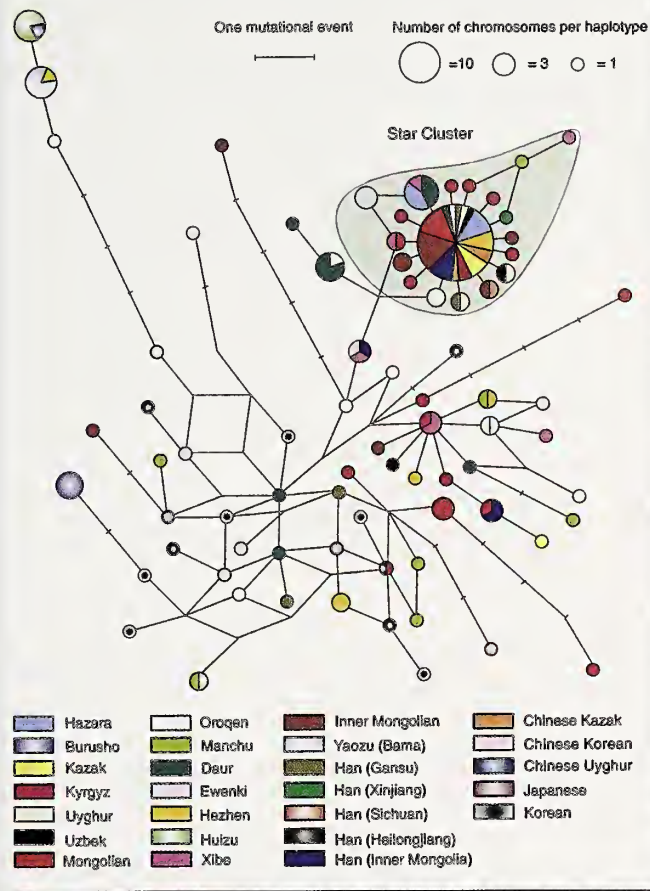 One mutational event
Number of chromosomes per haplotype
=10
=3
=1
Star Cluster
Hazara
Burusho
Kazak
Kyrgyz
Uyghur
Uzbek
Mongolian
Oroqen
Manchu
Daur
Ewenki
Hezhen
Huizu
Xibe
Inner Mongolian
Yaozu (Bama)
Han (Gansu)
Han (Xinjiang)
Han (Sichuan)
Han (Heilongjiang)
Han (Inner Mongolia)
Chinese Kazak
Chinese Korean
Chinese Uyghur
Japanese
Korean